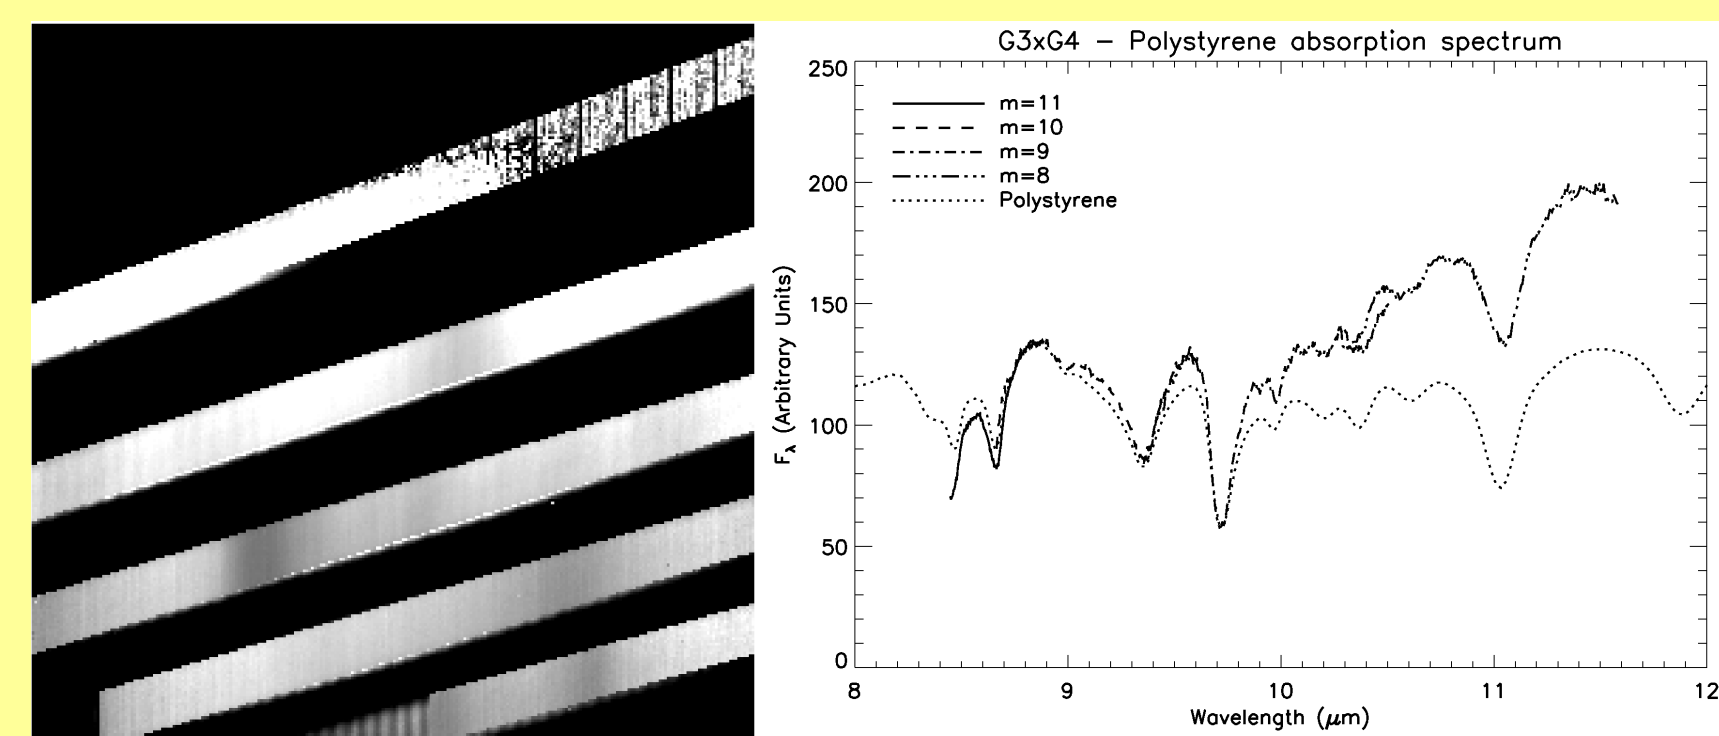 G3xG4 – Polystyrene absorption spectrum
250
200
150
100
50
0
F_λ (Arbitrary Units)
m=11
m=10
m=9
m=8
Polystyrene
8 9 10 11 12
Wavelength (μm)